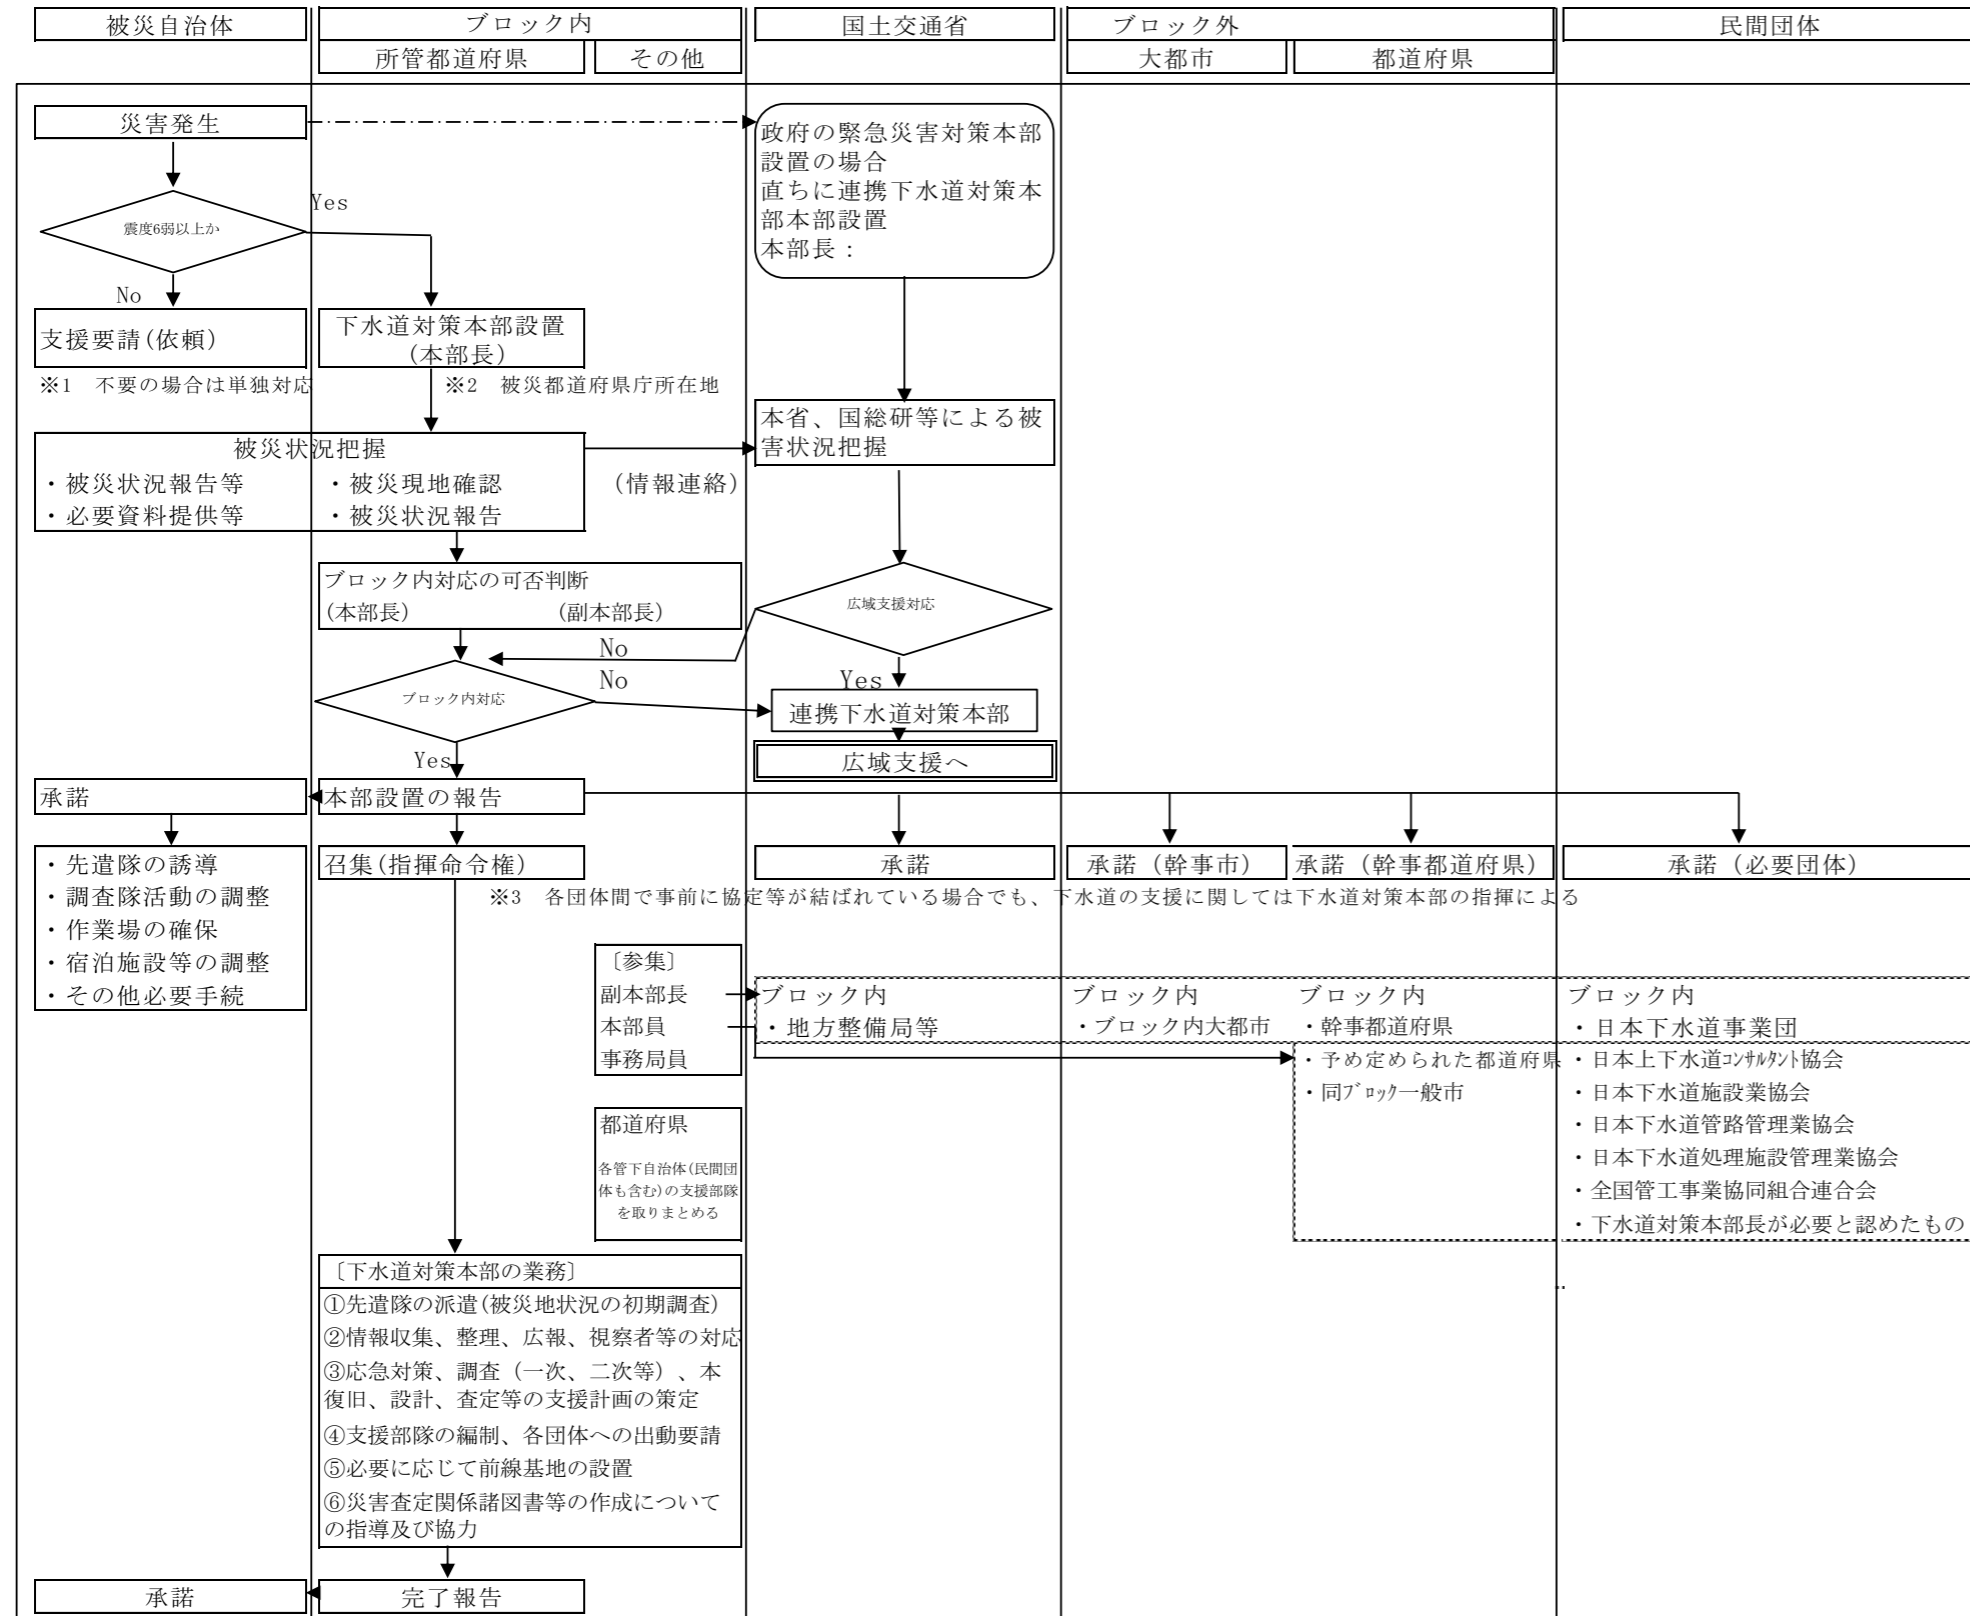 被災自治体
ブロック内
国土交通省
ブロック外
民間団体
所管都道府県
その他
大都市
都道府県
災害発生
政府の緊急災害対策本部
設置の場合
直ちに連携下水道対策本
部本部設置
本部長：
震度6弱以上か
Yes
No
支援要請(依頼)
下水道対策本部設置
(本部長)
※1　不要の場合は単独対応
※2　被災都道府県庁所在地
本省、国総研等による被
害状況把握
被災状況把握
・被災状況報告等
・必要資料提供等
・被災現地確認
・被災状況報告
(情報連絡)
ブロック内対応の可否判断
(本部長)
(副本部長)
広域支援対応
No
No
Yes
ブロック内対応
連携下水道対策本部
広域支援へ
Yes
承諾
本部設置の報告
・先遣隊の誘導
・調査隊活動の調整
・作業場の確保
・宿泊施設等の調整
・その他必要手続
召集(指揮命令権)
承諾
承諾（幹事市）
承諾（幹事都道府県）
承諾（必要団体）
※3　各団体間で事前に協定等が結ばれている場合でも、下水道の支援に関しては下水道対策本部の指揮による
〔参集〕
副本部長
本部員
事務局員
ブロック内
・地方整備局等
ブロック内
・ブロック内大都市
ブロック内
・幹事都道府県
・予め定められた都道府県
・同ﾌﾞﾛｯｸ一般市
ブロック内
・日本下水道事業団
・日本上下水道ｺﾝｻﾙﾀﾝﾄ協会
・日本下水道施設業協会
・日本下水道管路管理業協会
・日本下水道処理施設管理業協会
・全国管工事業協同組合連合会
・下水道対策本部長が必要と認めたもの
都道府県
各管下自治体(民間団
体も含む)の支援部隊
を取りまとめる
〔下水道対策本部の業務〕
①先遣隊の派遣(被災地状況の初期調査)
②情報収集、整理、広報、視察者等の対応
③応急対策、調査（一次、二次等）、本
復旧、設計、査定等の支援計画の策定
④支援部隊の編制、各団体への出動要請
⑤必要に応じて前線基地の設置
⑥災害査定関係諸図書等の作成について
の指導及び協力
承諾
完了報告